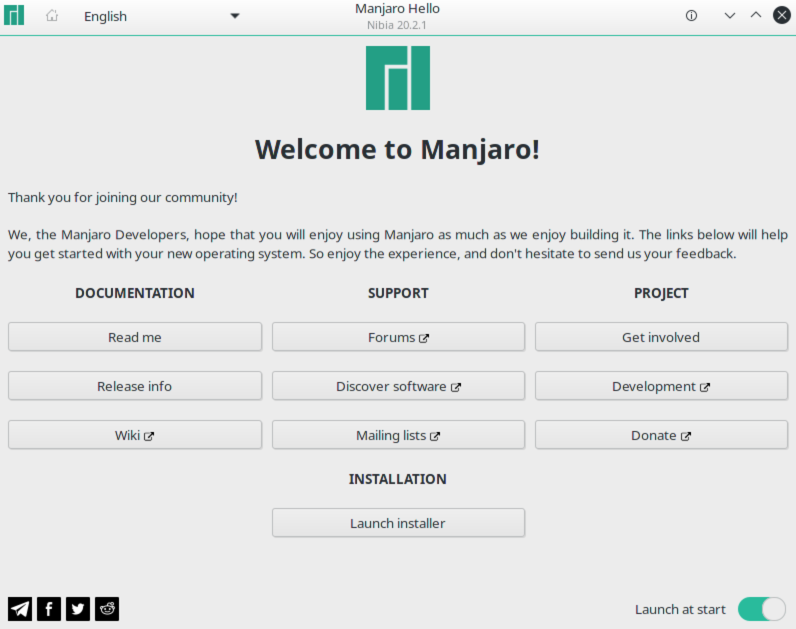 English
Manjaro Hello
Nibia 20.2.1
Welcome to Manjaro!
Thank you for joining our community!
We, the Manjaro Developers, hope that you will enjoy using Manjaro as much as we enjoy building it. The links below will help
you get started with your new operating system. So enjoy the experience, and don't hesitate to send us your feedback.
DOCUMENTATION
SUPPORT
PROJECT
Read me
Forums
Get involved
Release info
Discover software
Development
Wiki
Mailing lists
Donate
INSTALLATION
Launch installer
Launch at start